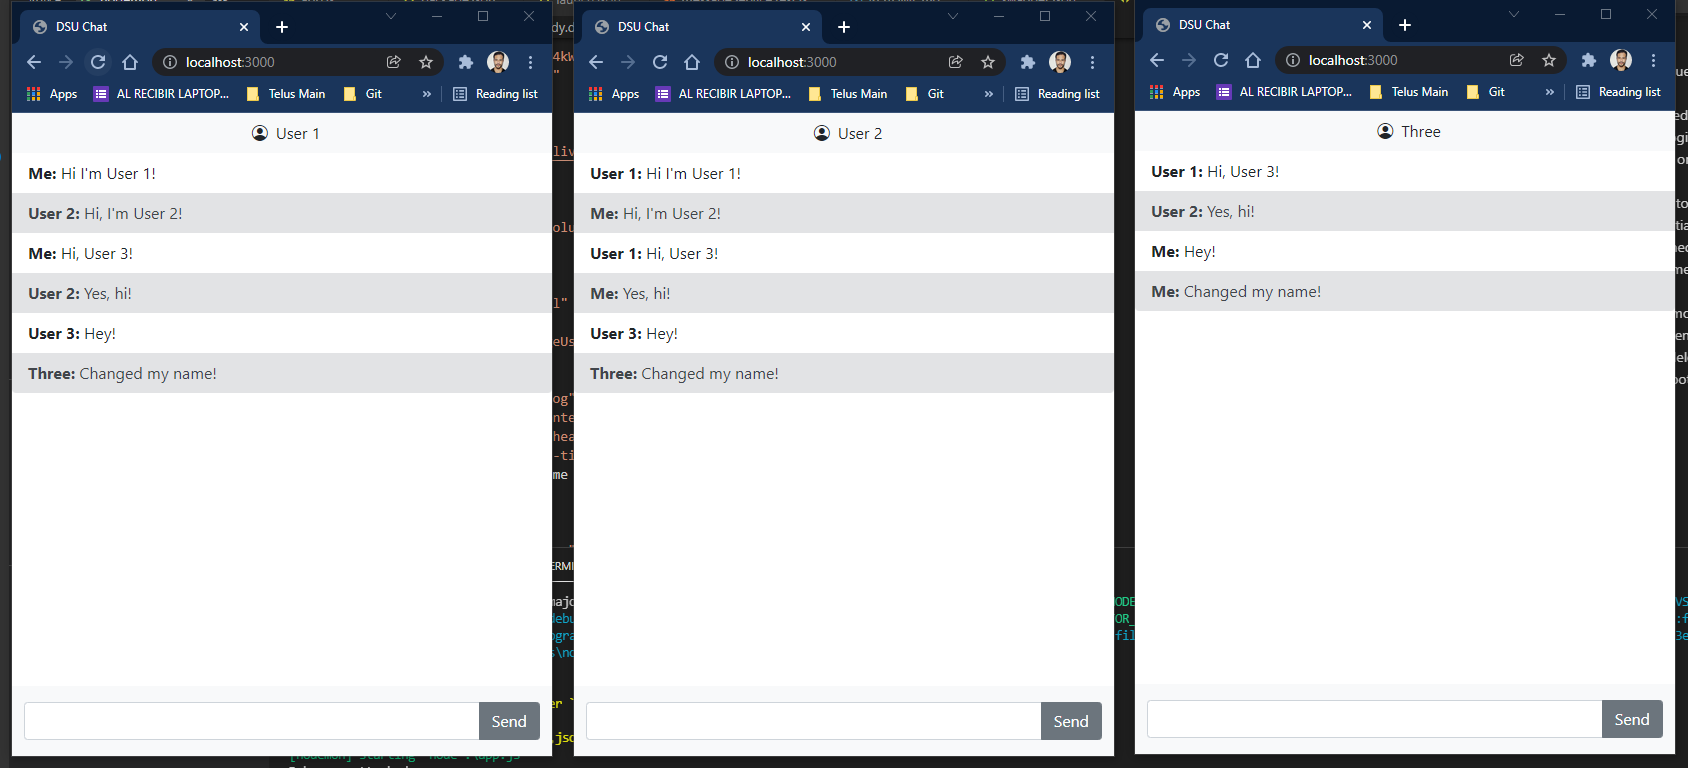 DSU Chat
localhost:3000
Apps
AL RECIBIR LAPTOP...
Telus Main
Git
»
Reading list
User 1
Me: Hi I'm User 1!
User 2: Hi, I'm User 2!
Me: Hi, User 3!
User 2: Yes, hi!
User 3: Hey!
Three: Changed my name!
Send
DSU Chat
localhost:3000
Apps
AL RECIBIR LAPTOP...
Telus Main
Git
»
Reading list
User 2
User 1: Hi I'm User 1!
Me: Hi, I'm User 2!
User 1: Hi, User 3!
Me: Yes, hi!
User 3: Hey!
Three: Changed my name!
Send
DSU Chat
localhost:3000
Apps
AL RECIBIR LAPTOP...
Telus Main
Git
»
Reading list
Three
User 1: Hi, User 3!
User 2: Yes, hi!
Me: Hey!
Me: Changed my name!
Send